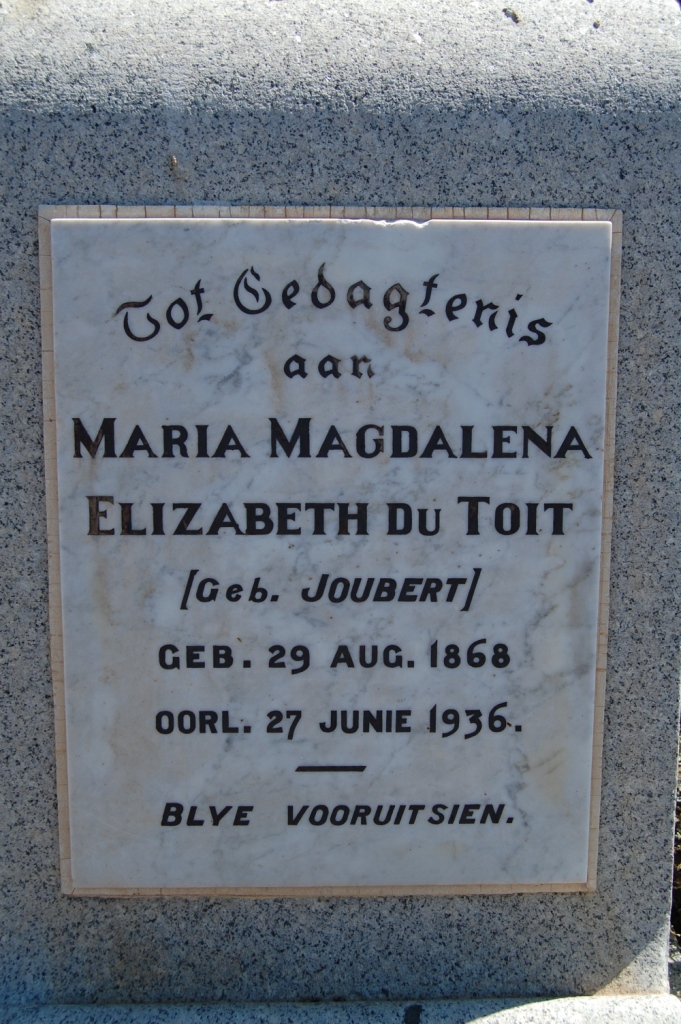 Tot Gedagtenis
aan
MARIA MAGDALENA
ELIZABETH DU TOIT
[Geb. JOUBERT]
GEB. 29 AUG. 1868
OORL. 27 JUNIE 1936.
BLYE VOORUITSIEN.